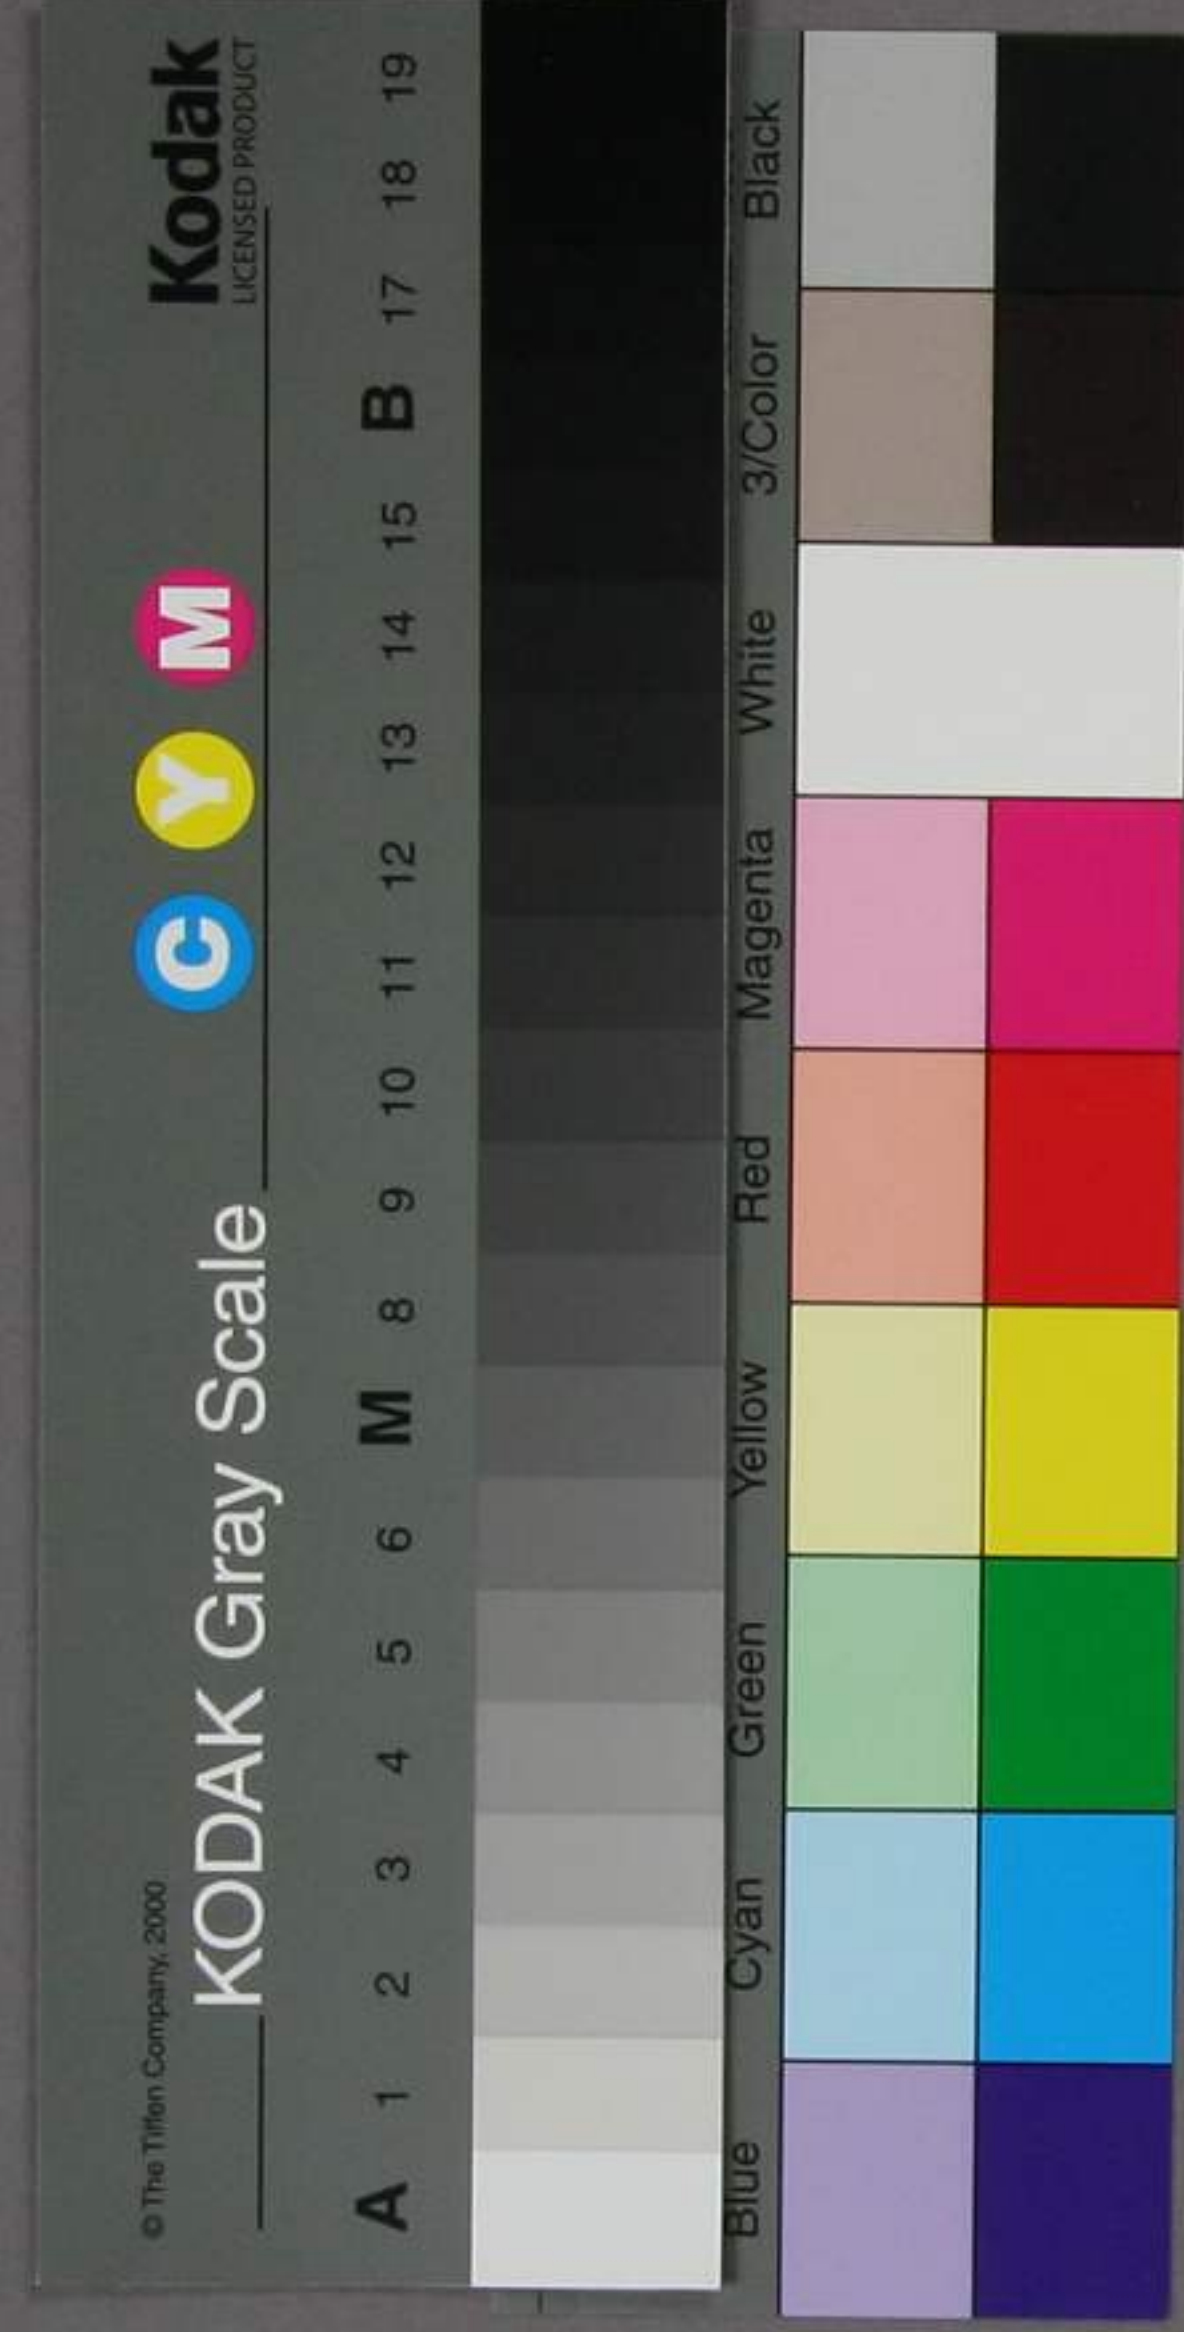 © The Tiffen Company, 2000
KODAK Gray Scale
C Y M
Kodak
LICENSED PRODUCT
A 1 2 3 4 5 6 M 8 9 10 11 12 13 14 15 B 17 18 19
Blue Cyan Green Yellow Red Magenta White 3/Color Black